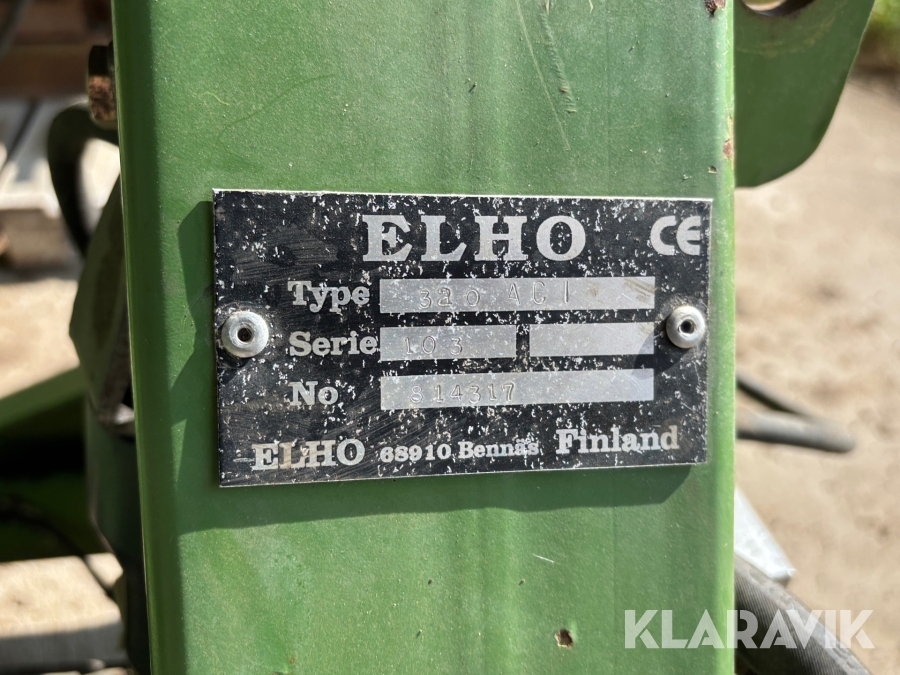 ELHO CE
Type 320 ACI
Serie 103
No 814317
ELHO 68910 Bennäs Finland
KLARAVIK